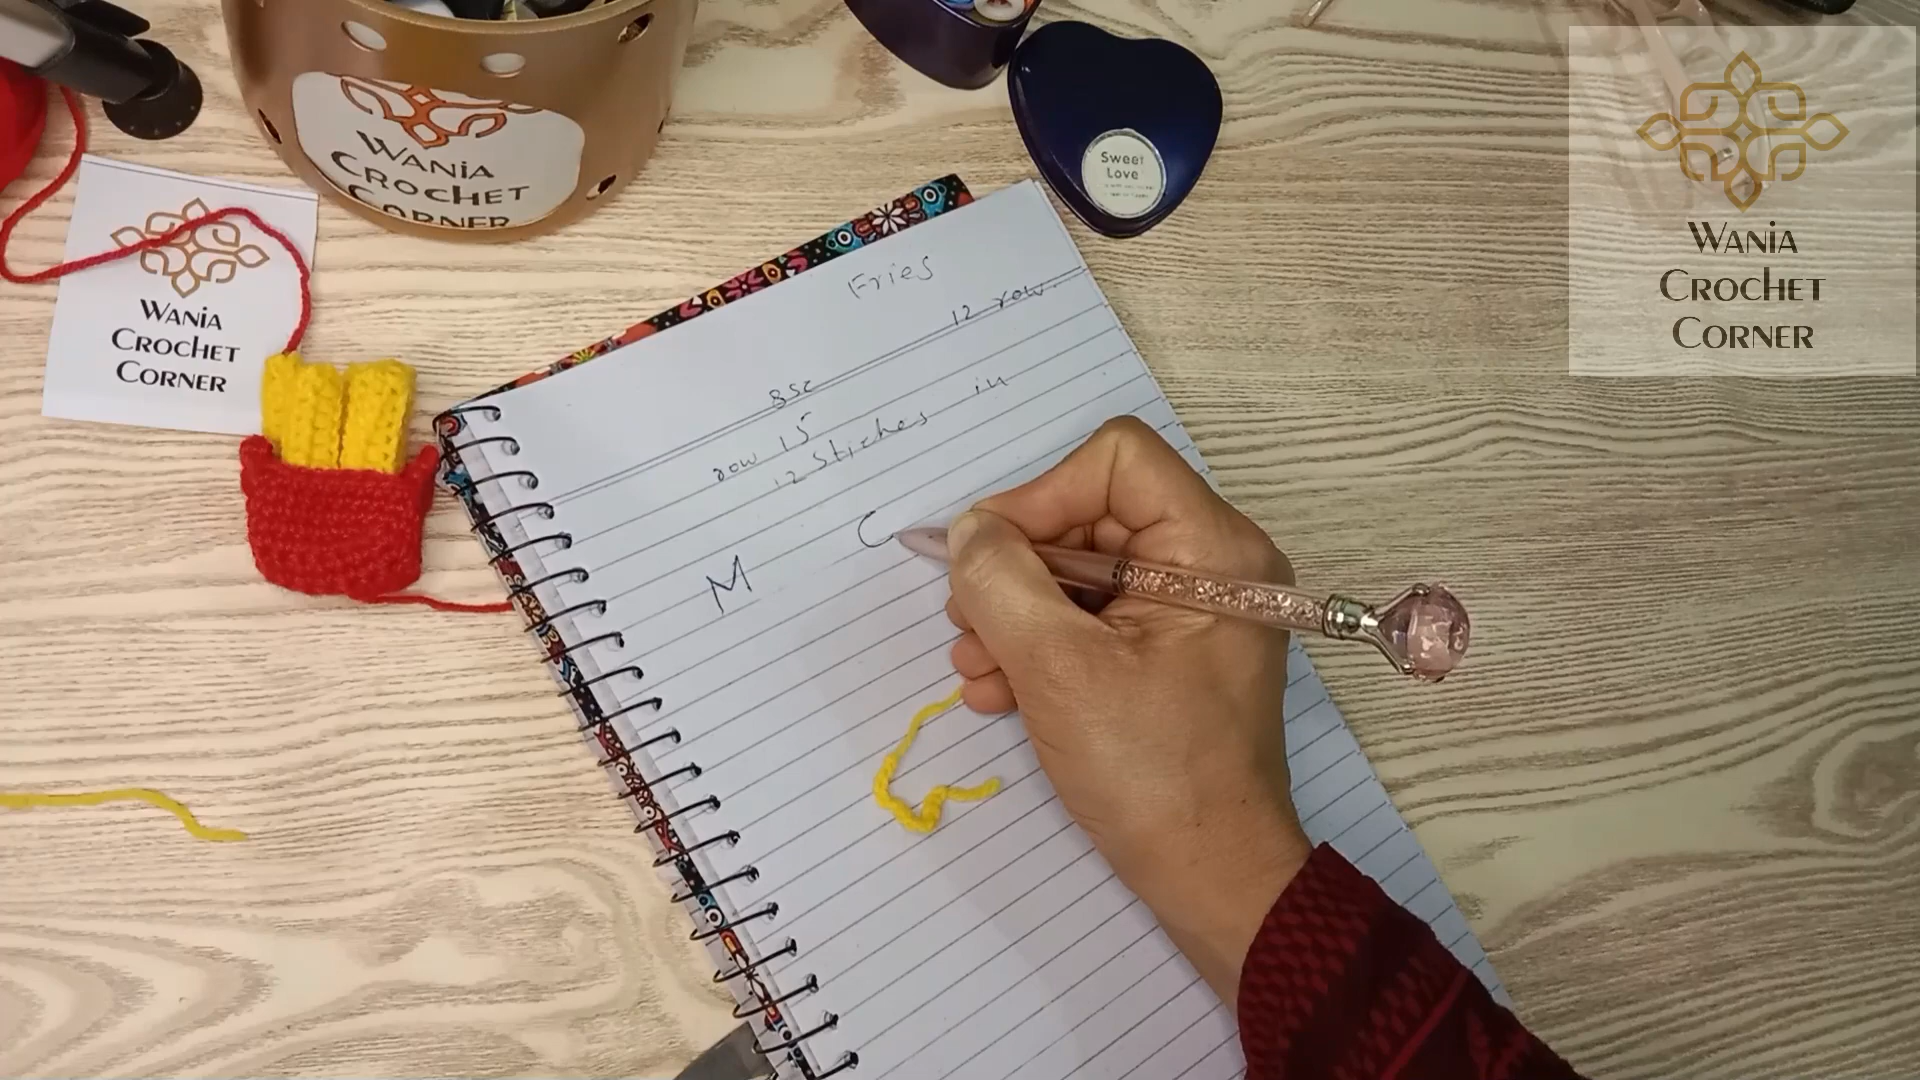 WANIA
CROCHET
CORNER
WANIA
CROCHET
CORNER
Sweet
Love
WANIA
CROCHET
CORNER
Fries
12 row.
8sc
row 15
12 Stiches in
M C